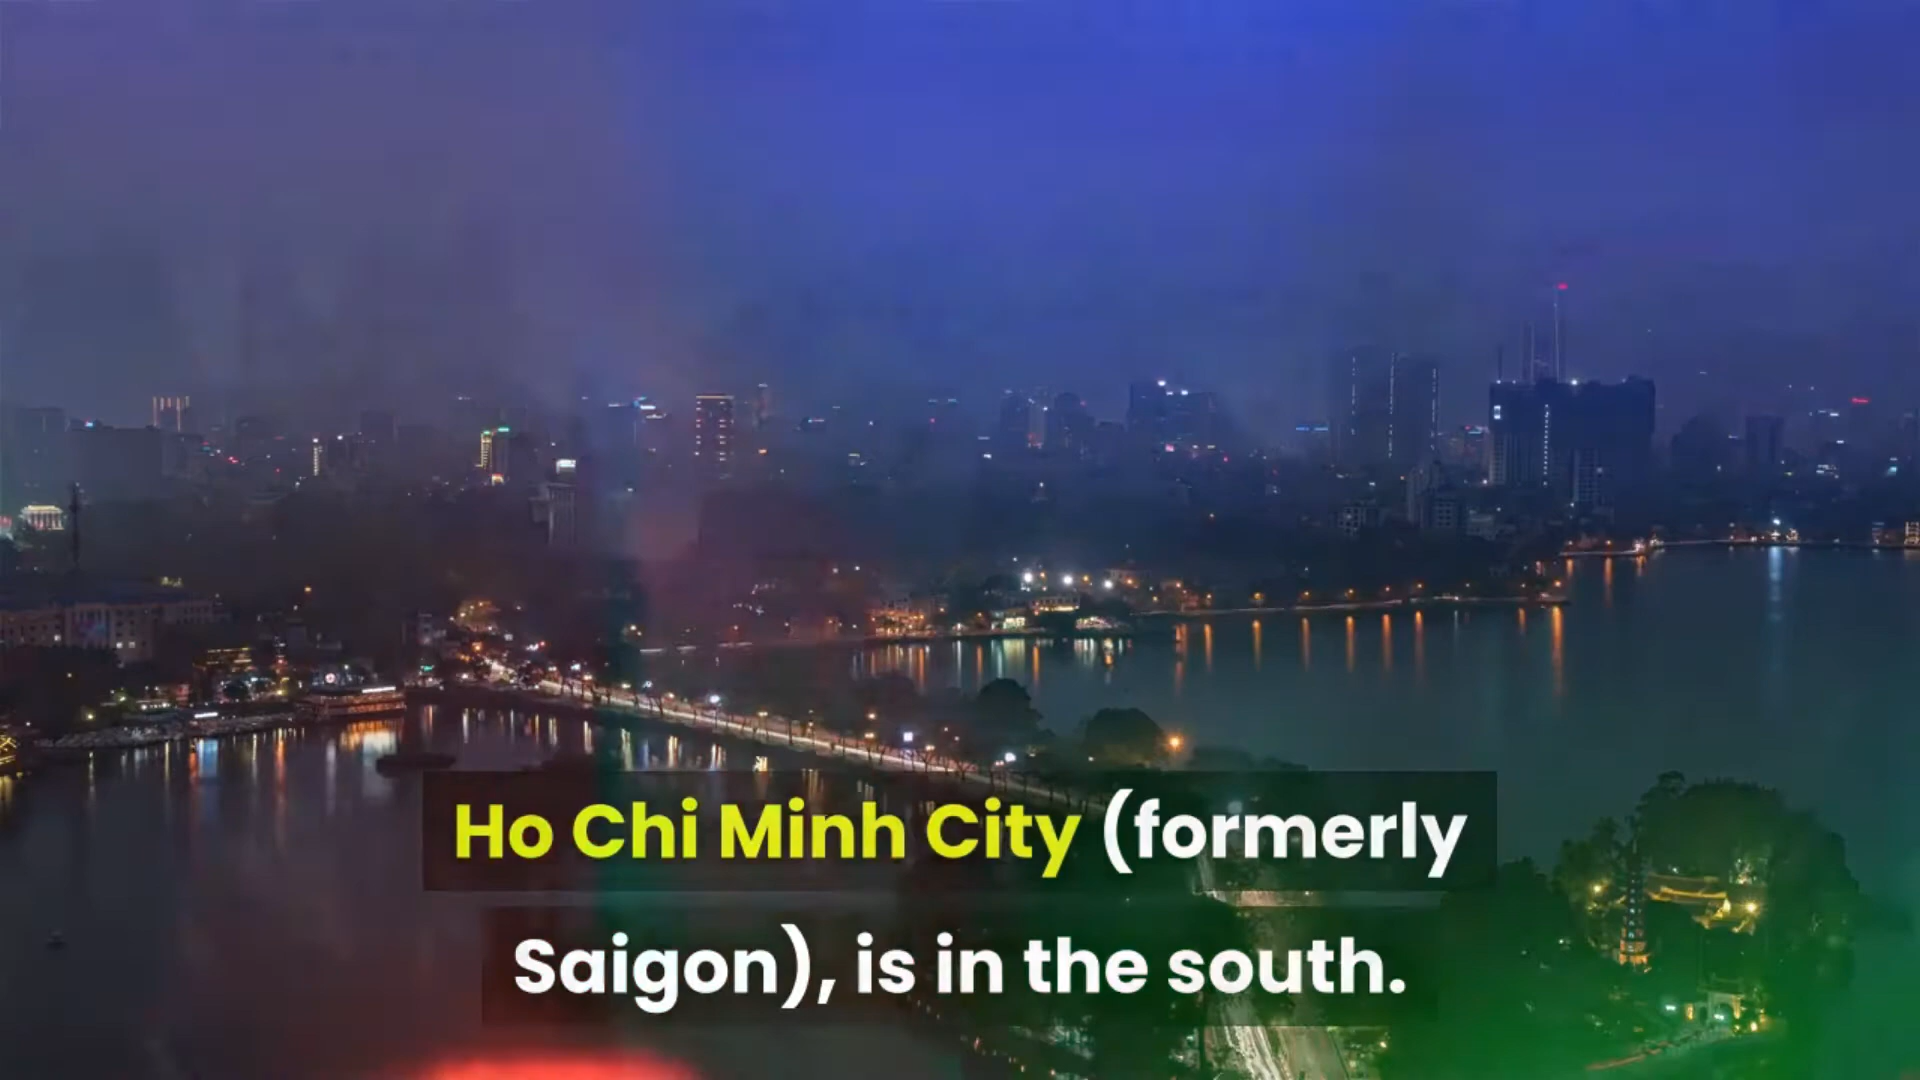 Ho Chi Minh City (formerly
Saigon), is in the south.